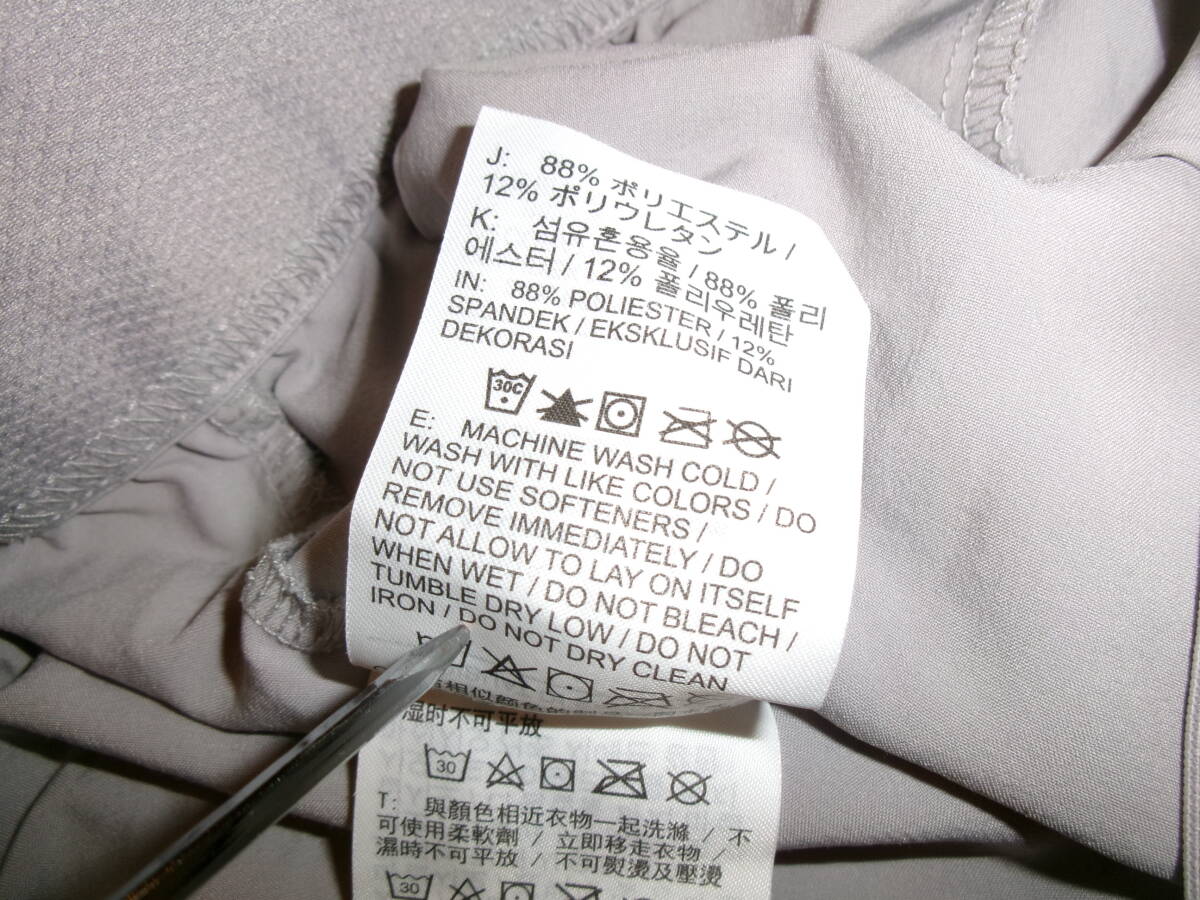 J: 88% ポリエステル /
12% ポリウレタン
K: 섬유혼용율 / 88% 폴리
에스터 / 12% 폴리우레탄
IN: 88% POLIESTER / 12%
SPANDEK / EKSKLUSIF DARI
DEKORASI
30C
E: MACHINE WASH COLD /
WASH WITH LIKE COLORS / DO
NOT USE SOFTENERS /
REMOVE IMMEDIATELY / DO
NOT ALLOW TO LAY ON ITSELF
WHEN WET / DO NOT BLEACH /
TUMBLE DRY LOW / DO NOT
IRON / DO NOT DRY CLEAN
相似颜色的
湿时不可平放
30
T: 與顏色相近衣物一起洗滌 / 不
可使用柔軟劑 / 立即移走衣物 /
濕時不可平放 / 不可熨燙及壓燙
30